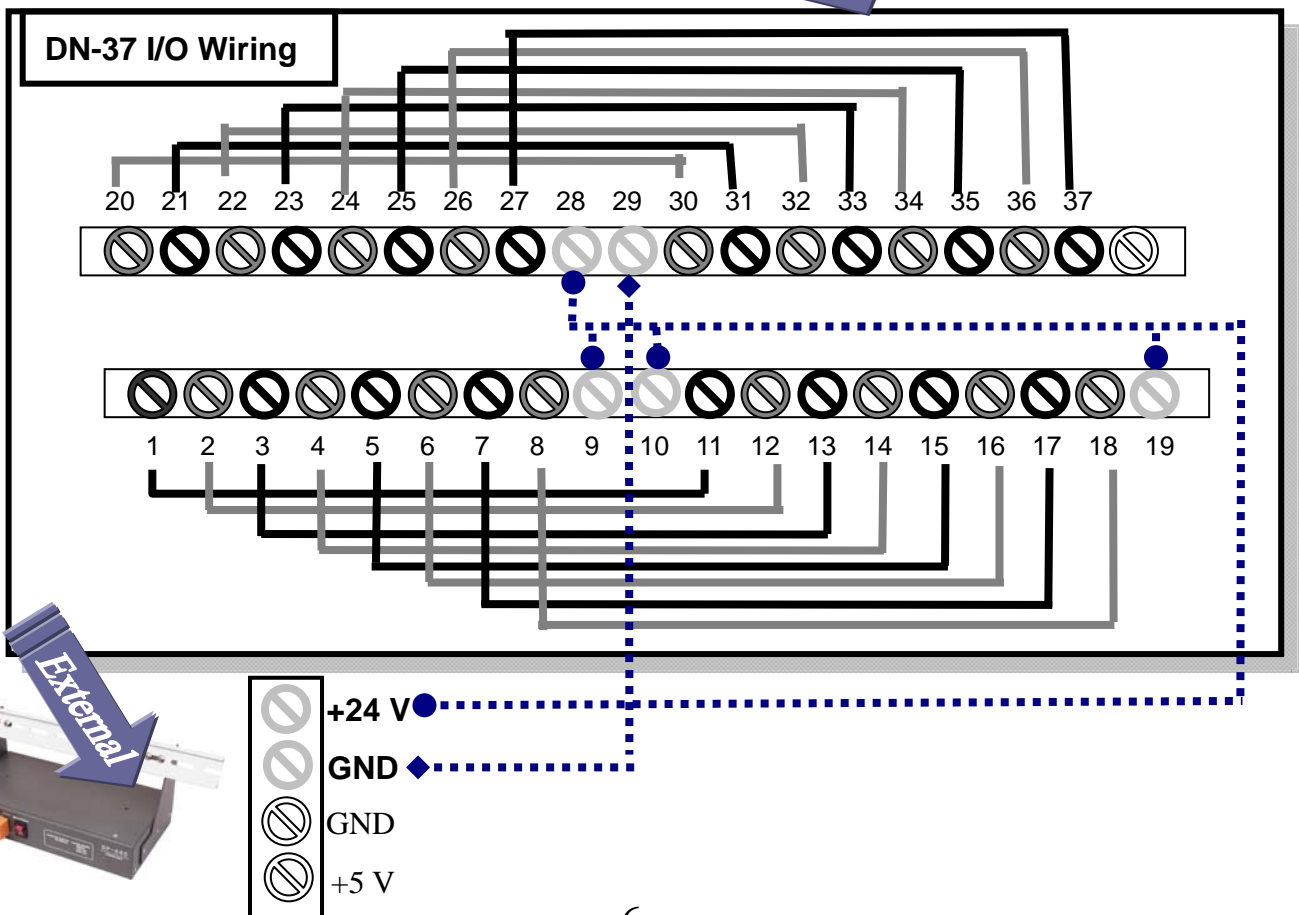 DN-37 I/O Wiring
20 21 22 23 24 25 26 27 28 29 30 31 32 33 34 35 36 37
1 2 3 4 5 6 7 8 9 10 11 12 13 14 15 16 17 18 19
External
+24 V
GND
GND
+5 V